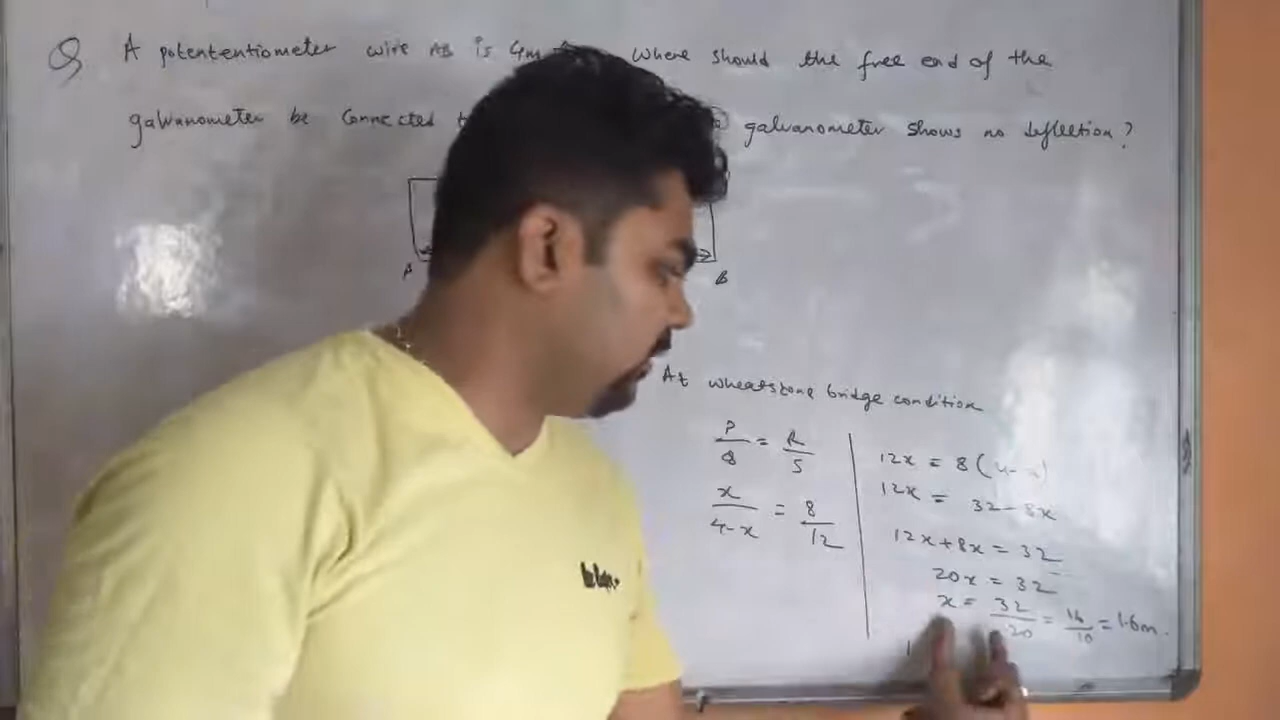 Q A potententiometer wire AB is 4m where should the free end of the
galvanometer be connected galvanometer shows no deflection?
A B
At wheatstone bridge condition
P/Q = R/S
x/4-x = 8/12
12x = 8(4-x)
12x = 32-8x
12x+8x = 32
20x = 32
x = 32/20 = 16/10 = 1.6m.